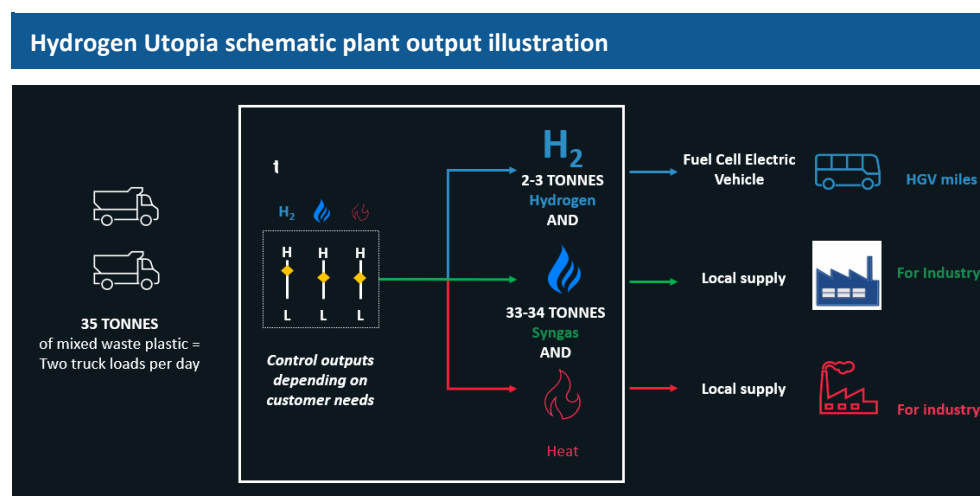 Hydrogen Utopia schematic plant output illustration
35 TONNES
of mixed waste plastic =
Two truck loads per day
t
H2
H H H
L L L
Control outputs
depending on
customer needs
H2
2-3 TONNES
Hydrogen
AND
33-34 TONNES
Syngas
AND
Heat
Fuel Cell Electric
Vehicle
HGV miles
Local supply
For Industry
Local supply
For industry